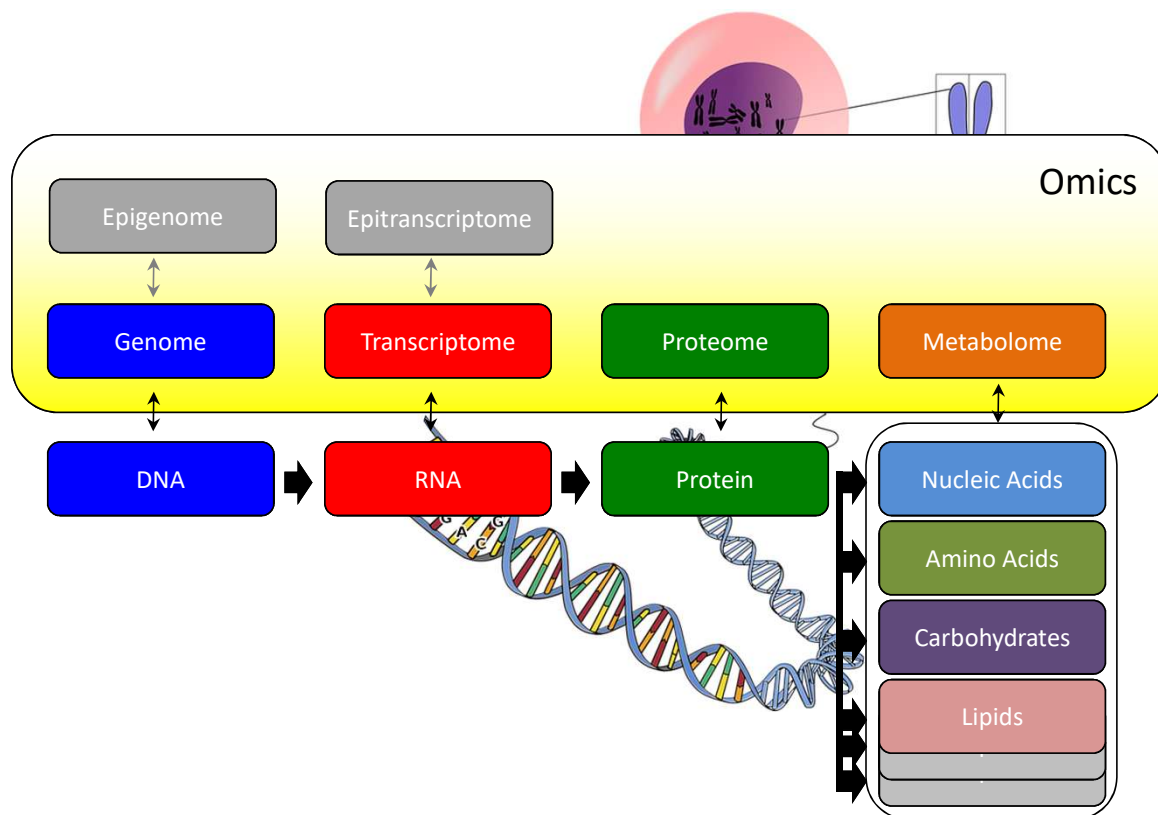 Omics
Epigenome
Epitranscriptome
Genome
Transcriptome
Proteome
Metabolome
DNA
RNA
Protein
Nucleic Acids
G
A
C
G
Amino Acids
Carbohydrates
Lipids